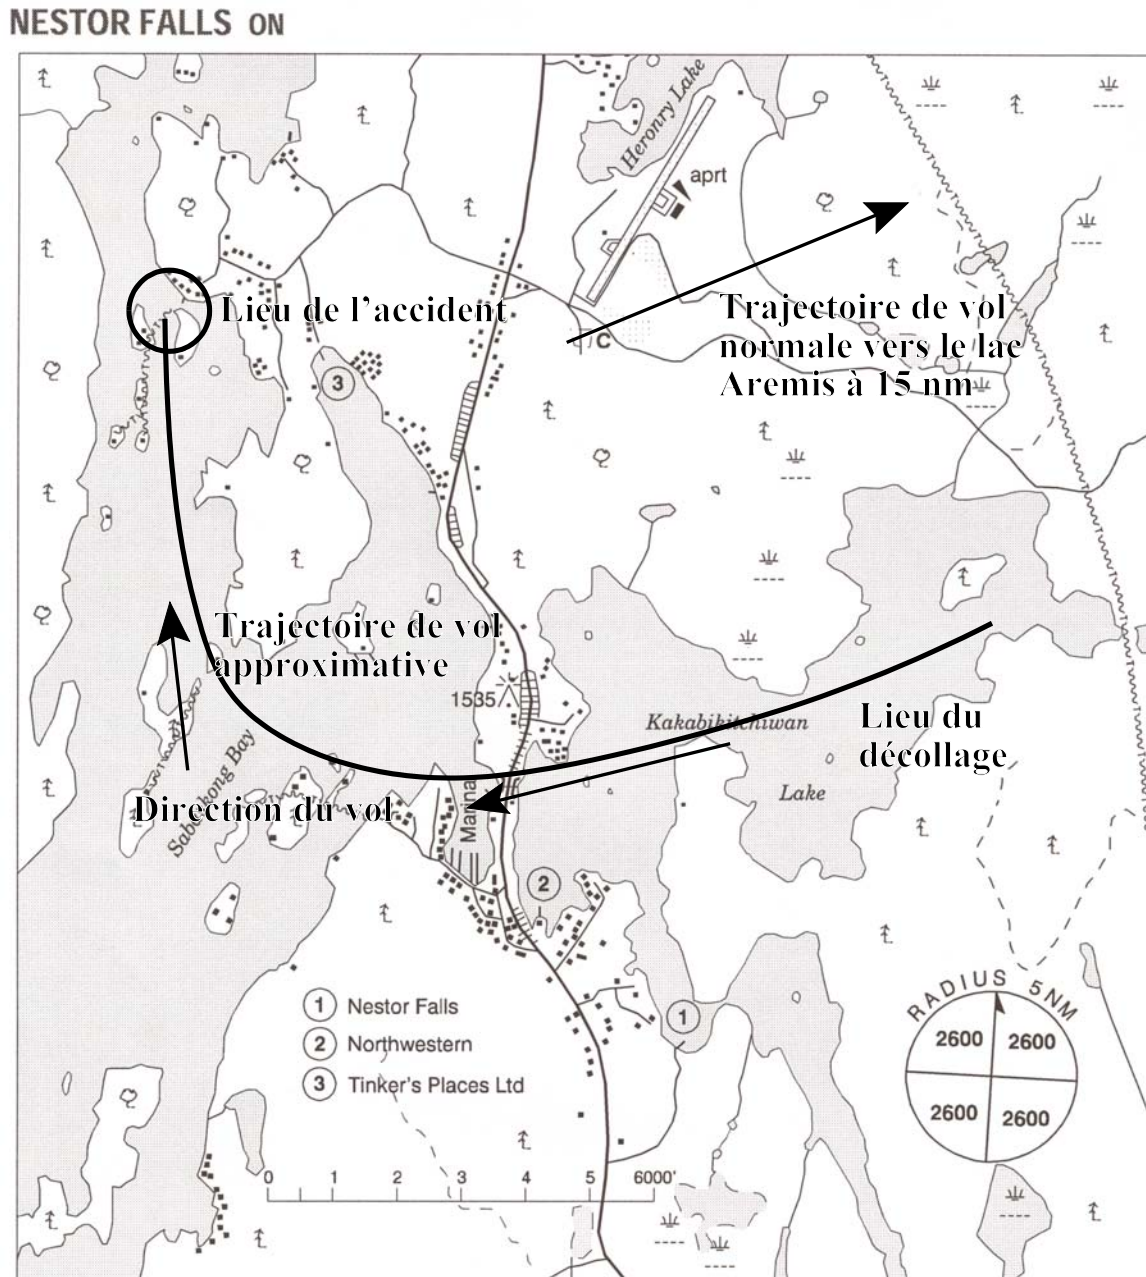 NESTOR FALLS ON
Heronry Lake
aprt
Lieu de l'accident
Trajectoire de vol
normale vers le lac
Aremis à 15 nm
C
3
Trajectoire de vol
approximative
1535
Kakabikitchiwan
Lake
Lieu du
décollage
Sabaskong Bay
Direction du vol
Marina
2
1
1 Nestor Falls
2 Northwestern
3 Tinker's Places Ltd
RADIUS 5NM
2600 2600
2600 2600
0 1 2 3 4 5 6000'